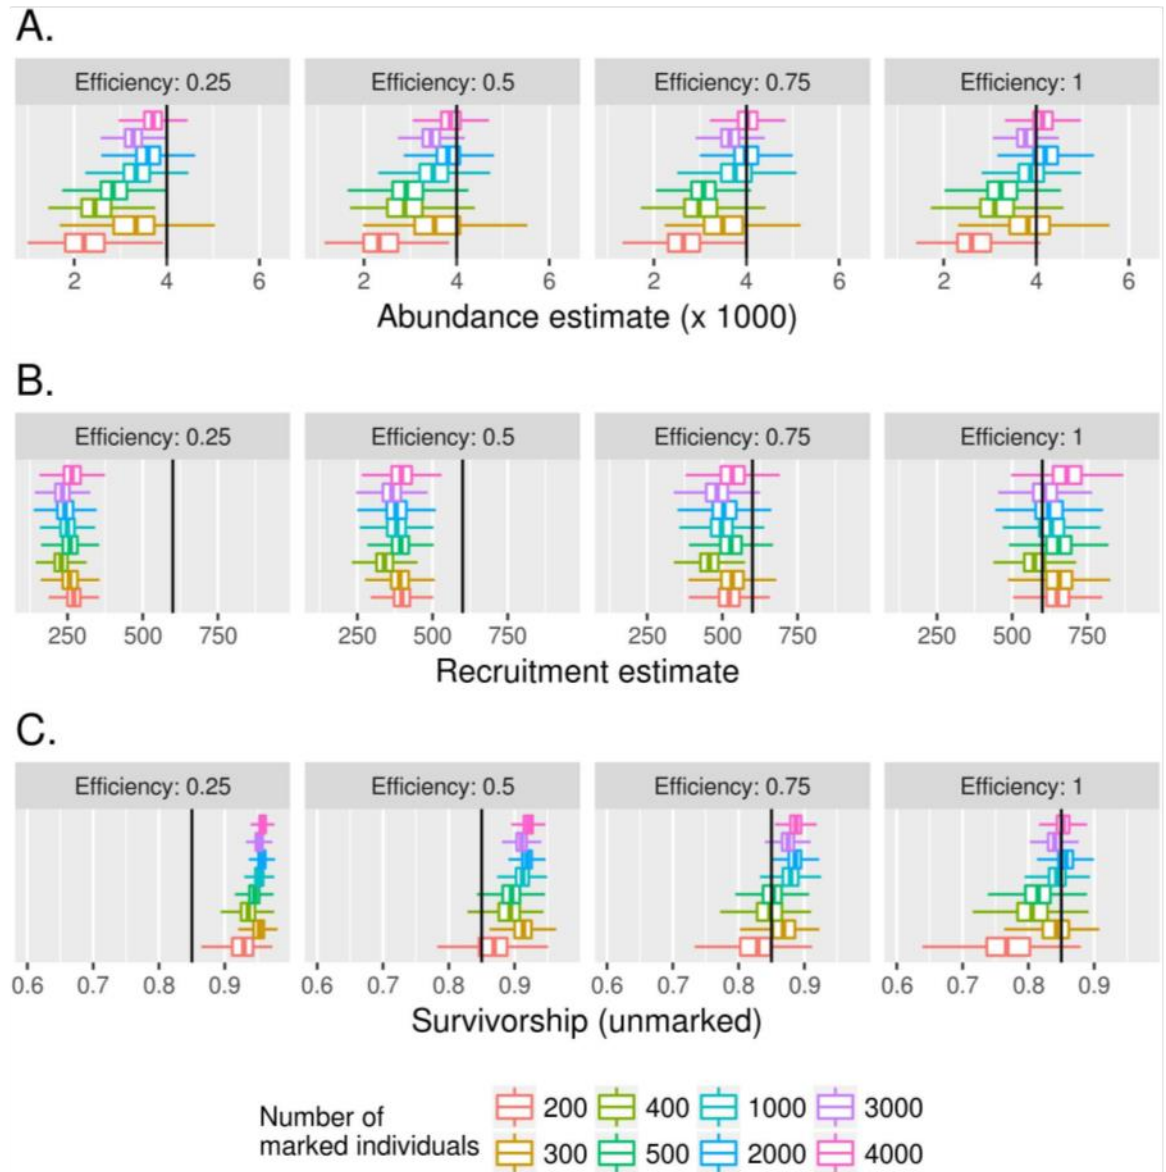 A.
Efficiency: 0.25 Efficiency: 0.5 Efficiency: 0.75 Efficiency: 1
2 4 6 2 4 6 2 4 6 2 4 6
Abundance estimate (x 1000)
B.
Efficiency: 0.25 Efficiency: 0.5 Efficiency: 0.75 Efficiency: 1
250 500 750 250 500 750 250 500 750 250 500 750
Recruitment estimate
C.
Efficiency: 0.25 Efficiency: 0.5 Efficiency: 0.75 Efficiency: 1
0.6 0.7 0.8 0.9 0.6 0.7 0.8 0.9 0.6 0.7 0.8 0.9 0.6 0.7 0.8 0.9
Survivorship (unmarked)
Number of
marked individuals
200 400 1000 3000
300 500 2000 4000